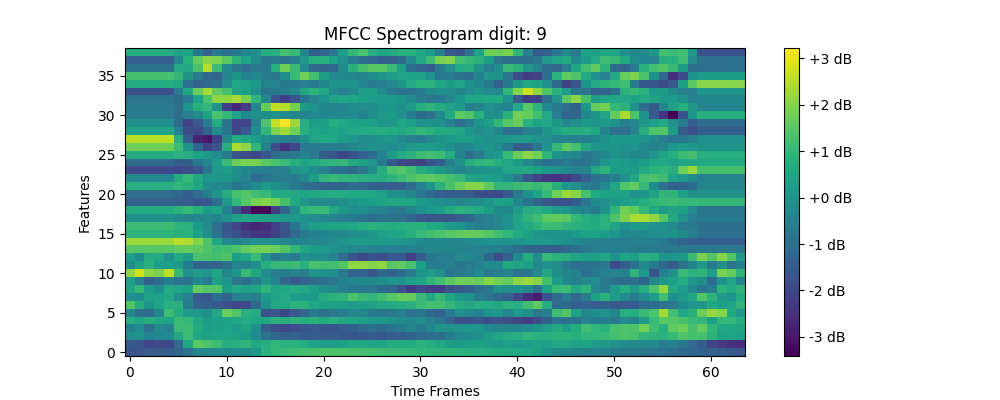 MFCC Spectrogram digit: 9
35
30
25
20
15
10
5
0
Features
0 10 20 30 40 50 60
Time Frames
+3 dB
+2 dB
+1 dB
+0 dB
-1 dB
-2 dB
-3 dB